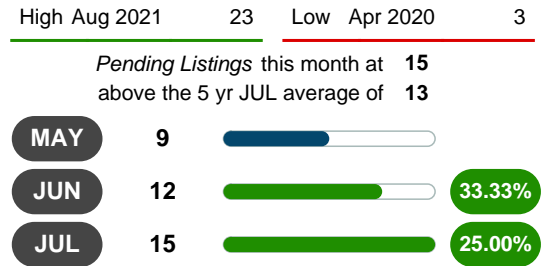 High Aug 2021 23 Low Apr 2020 3
Pending Listings this month at 15
above the 5 yr JUL average of 13
MAY 9
JUN 12 33.33%
JUL 15 25.00%